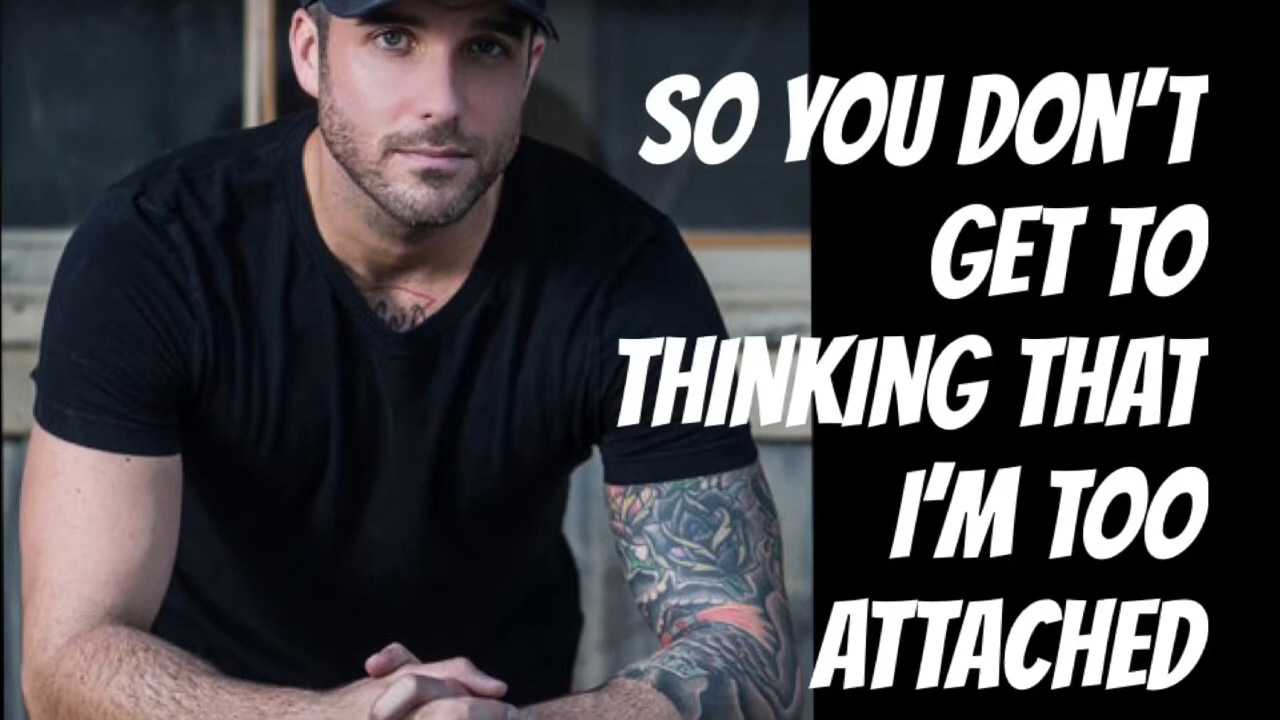 SO YOU DON'T
GET TO
THINKING THAT
I'M TOO
ATTACHED